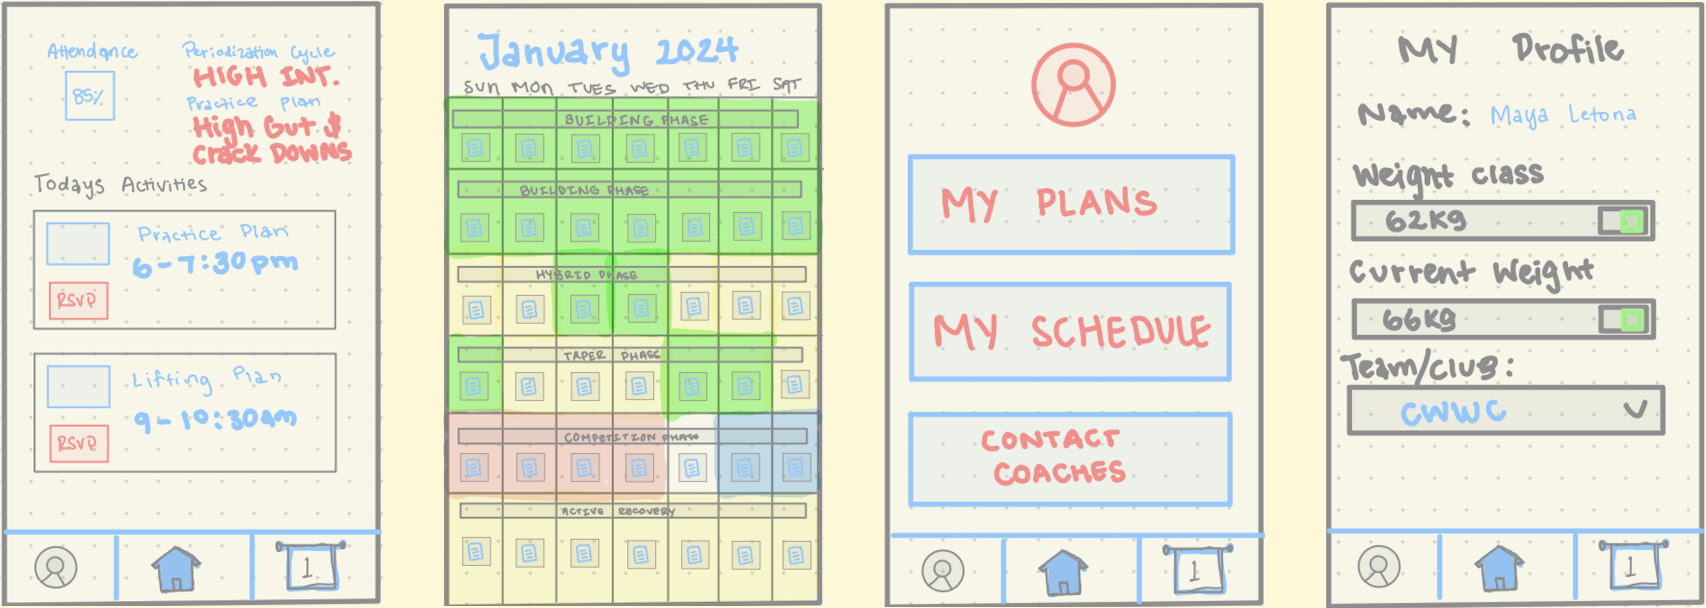 Attendance
85%
Periodization Cycle
HIGH INT.
Practice Plan
High Gut &
CRACK DOWNS
Todays Activities
Practice Plan
6-7:30pm
RSVP
Lifting Plan
9-10:30am
RSVP
1
January 2024
SUN MON TUES WED THU FRI SAT
BUILDING PHASE
BUILDING PHASE
HYBRID PHASE
TAPER PHASE
COMPETITION PHASE
ACTIVE RECOVERY
MY PLANS
MY SCHEDULE
CONTACT
COACHES
1
MY Profile
Name: Maya Letona
Weight class
62kg
Current Weight
66kg
Team/club:
CWWC
1